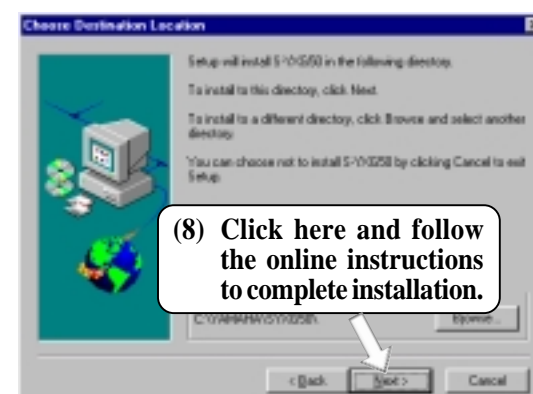 Choose Destination Location
Setup will install S-YXG50 in the following directory.
To install to this directory, click Next.
To install to a different directory, click Browse and select another
directory.
You can choose not to install S-YXG50 by clicking Cancel to exit
Setup.
(8) Click here and follow
the online instructions
to complete installation.
C:\YAMAHA\SYXG50\
Browse...
< Back
Next >
Cancel